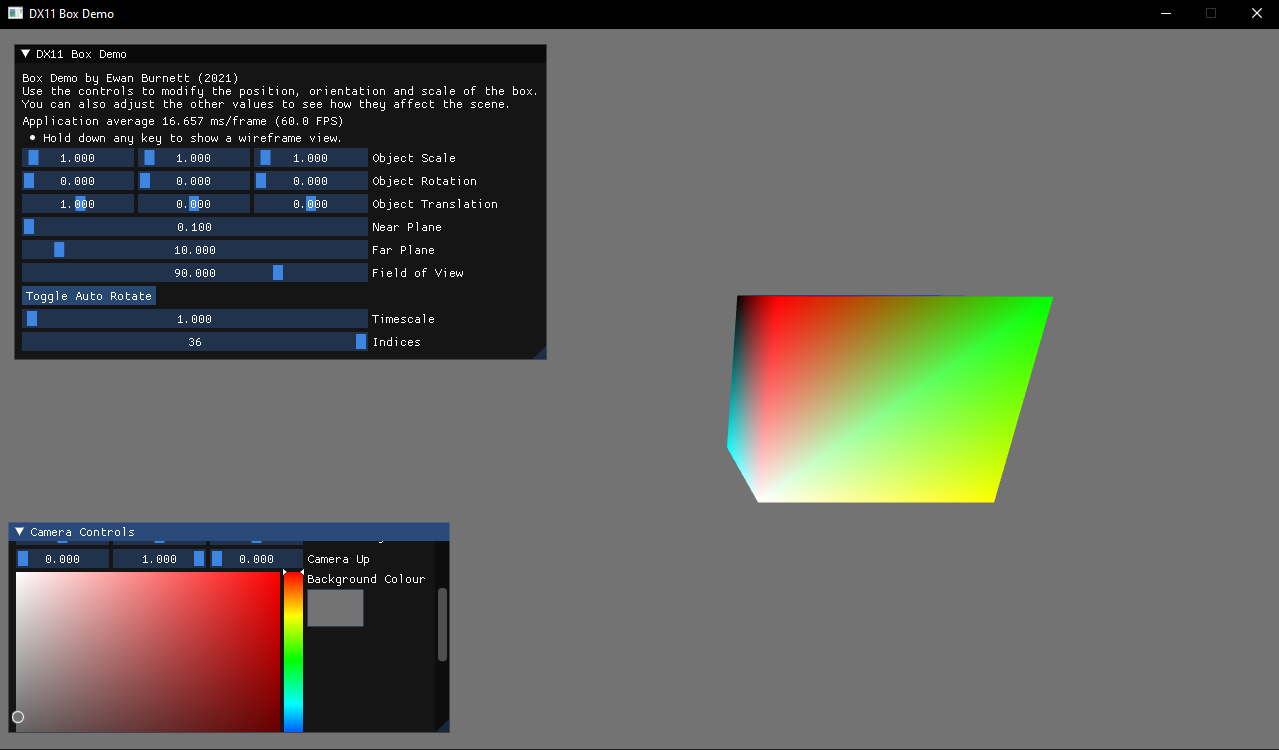 DX11 Box Demo
DX11 Box Demo
Box Demo by Ewan Burnett (2021)
Use the controls to modify the position, orientation and scale of the box.
You can also adjust the other values to see how they affect the scene.
Application average 16.657 ms/frame (60.0 FPS)
Hold down any key to show a wireframe view.
1.000 1.000 1.000 Object Scale
0.000 0.000 0.000 Object Rotation
1.000 0.000 0.000 Object Translation
0.100 Near Plane
10.000 Far Plane
90.000 Field of View
Toggle Auto Rotate
1.000 Timescale
36 Indices
Camera Controls
0.000 1.000 0.000 Camera Up
Background Colour